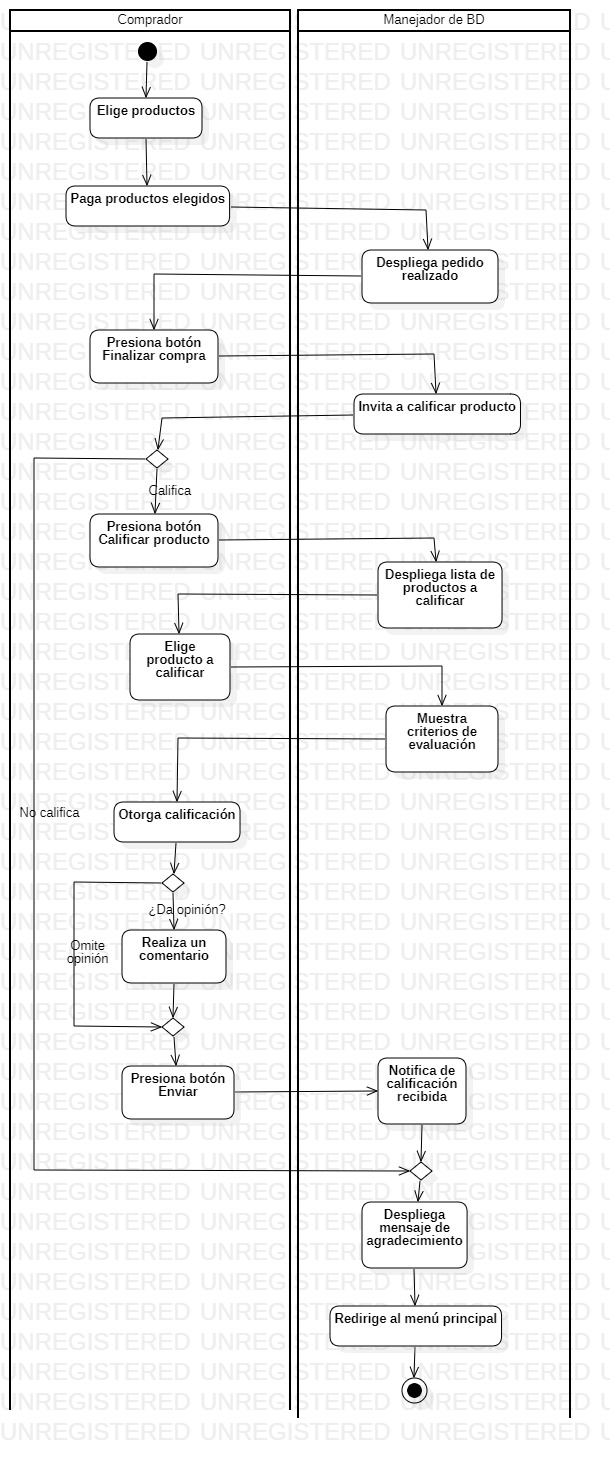 Comprador
Manejador de BD
Elige productos
Paga productos elegidos
Despliega pedido
realizado
Presiona botón
Finalizar compra
Invita a calificar producto
Califica
Presiona botón
Calificar producto
Despliega lista de
productos a
calificar
Elige
producto a
calificar
Muestra
criterios de
evaluación
No califica
Otorga calificación
¿Da opinión?
Omite
opinión
Realiza un
comentario
Presiona botón
Enviar
Notifica de
calificación
recibida
Despliega
mensaje de
agradecimiento
Redirige al menú principal
UNREGISTERED